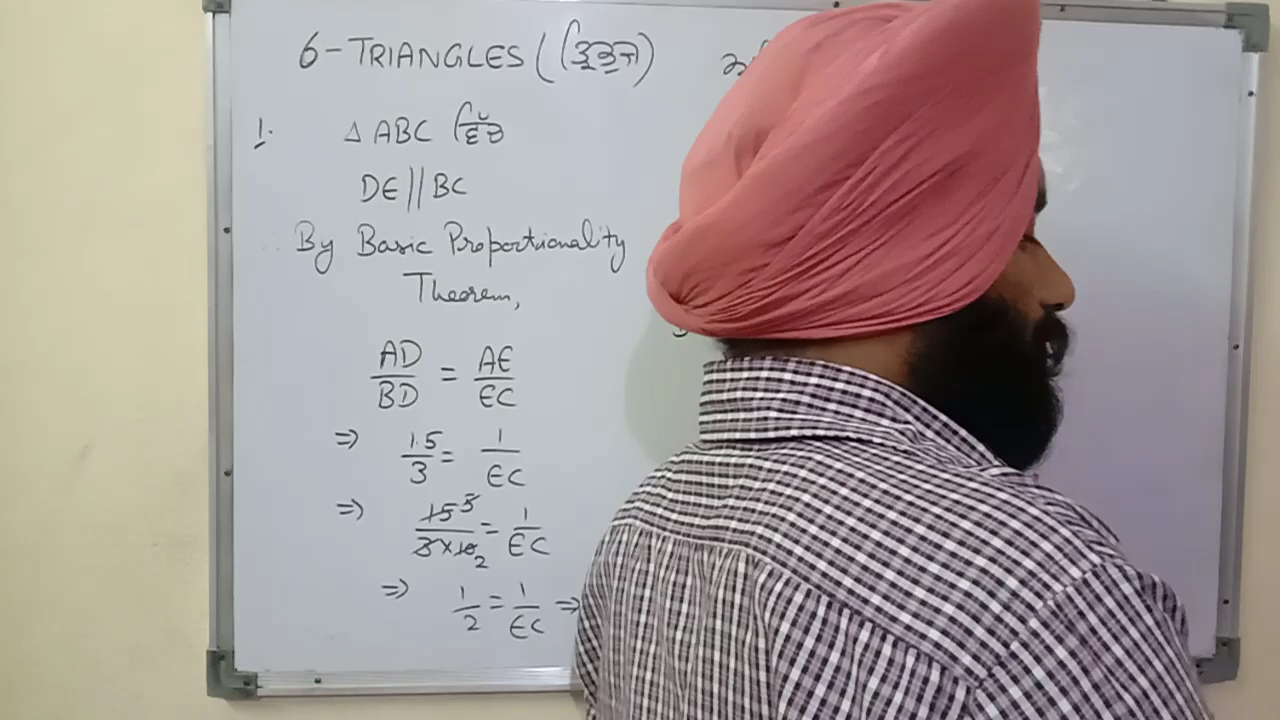 6-TRIANGLES (ਤ੍ਰਿਭੁਜ)
1. △ ABC ਵਿੱਚ
DE || BC
By Basic Proportionality
Theorem,
AD/BD = AE/EC
⇒ 1.5/3 = 1/EC
⇒ 15/3×10 = 1/EC
⇒ 1/2 = 1/EC ⇒